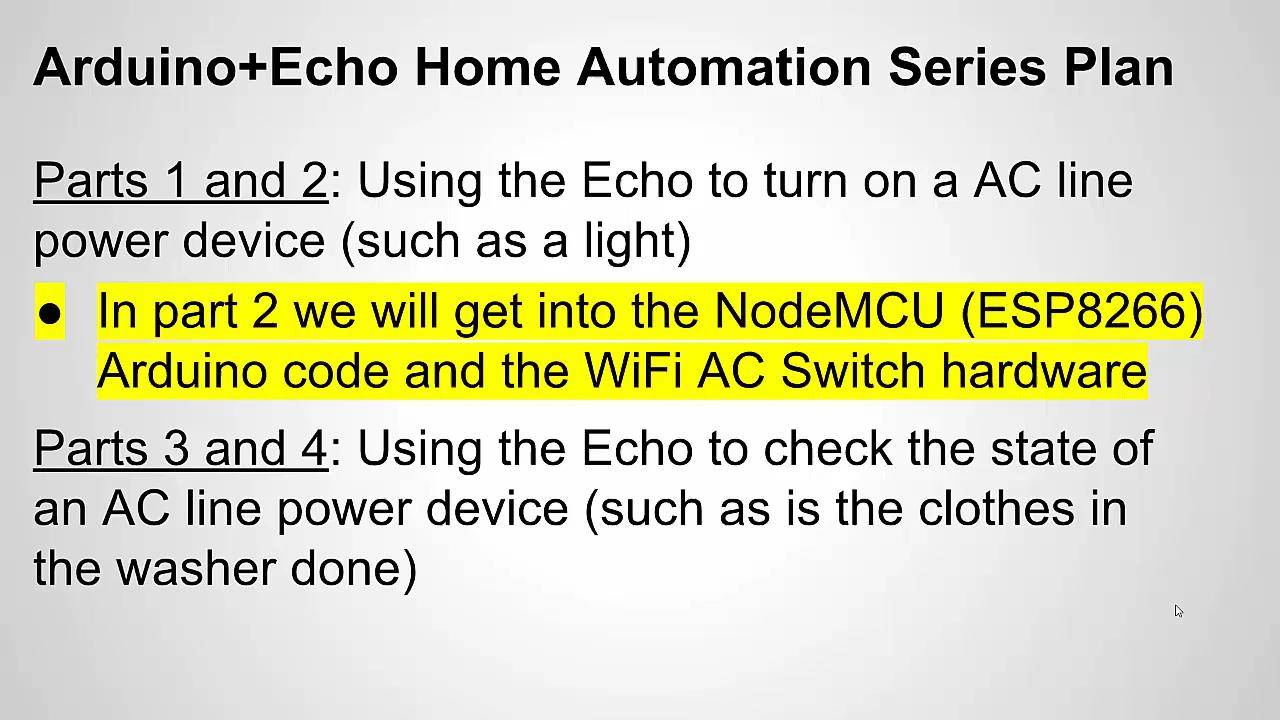 Arduino+Echo Home Automation Series Plan
Parts 1 and 2: Using the Echo to turn on a AC line
power device (such as a light)
● In part 2 we will get into the NodeMCU (ESP8266)
Arduino code and the WiFi AC Switch hardware
Parts 3 and 4: Using the Echo to check the state of
an AC line power device (such as is the clothes in
the washer done)